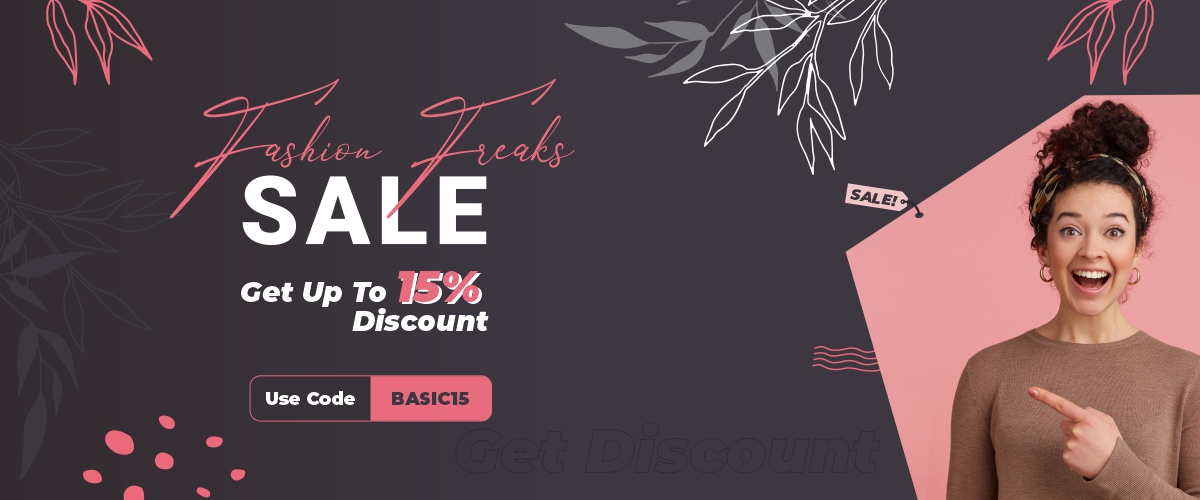 Fashion Freaks
SALE
SALE!
Get Up To 15%
Discount
Use Code BASIC15
Get Discount